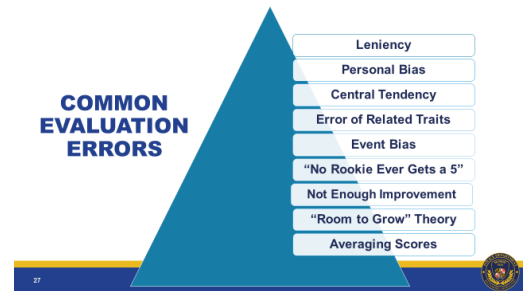 COMMON
EVALUATION
ERRORS
Leniency
Personal Bias
Central Tendency
Error of Related Traits
Event Bias
“No Rookie Ever Gets a 5”
Not Enough Improvement
“Room to Grow” Theory
Averaging Scores
27